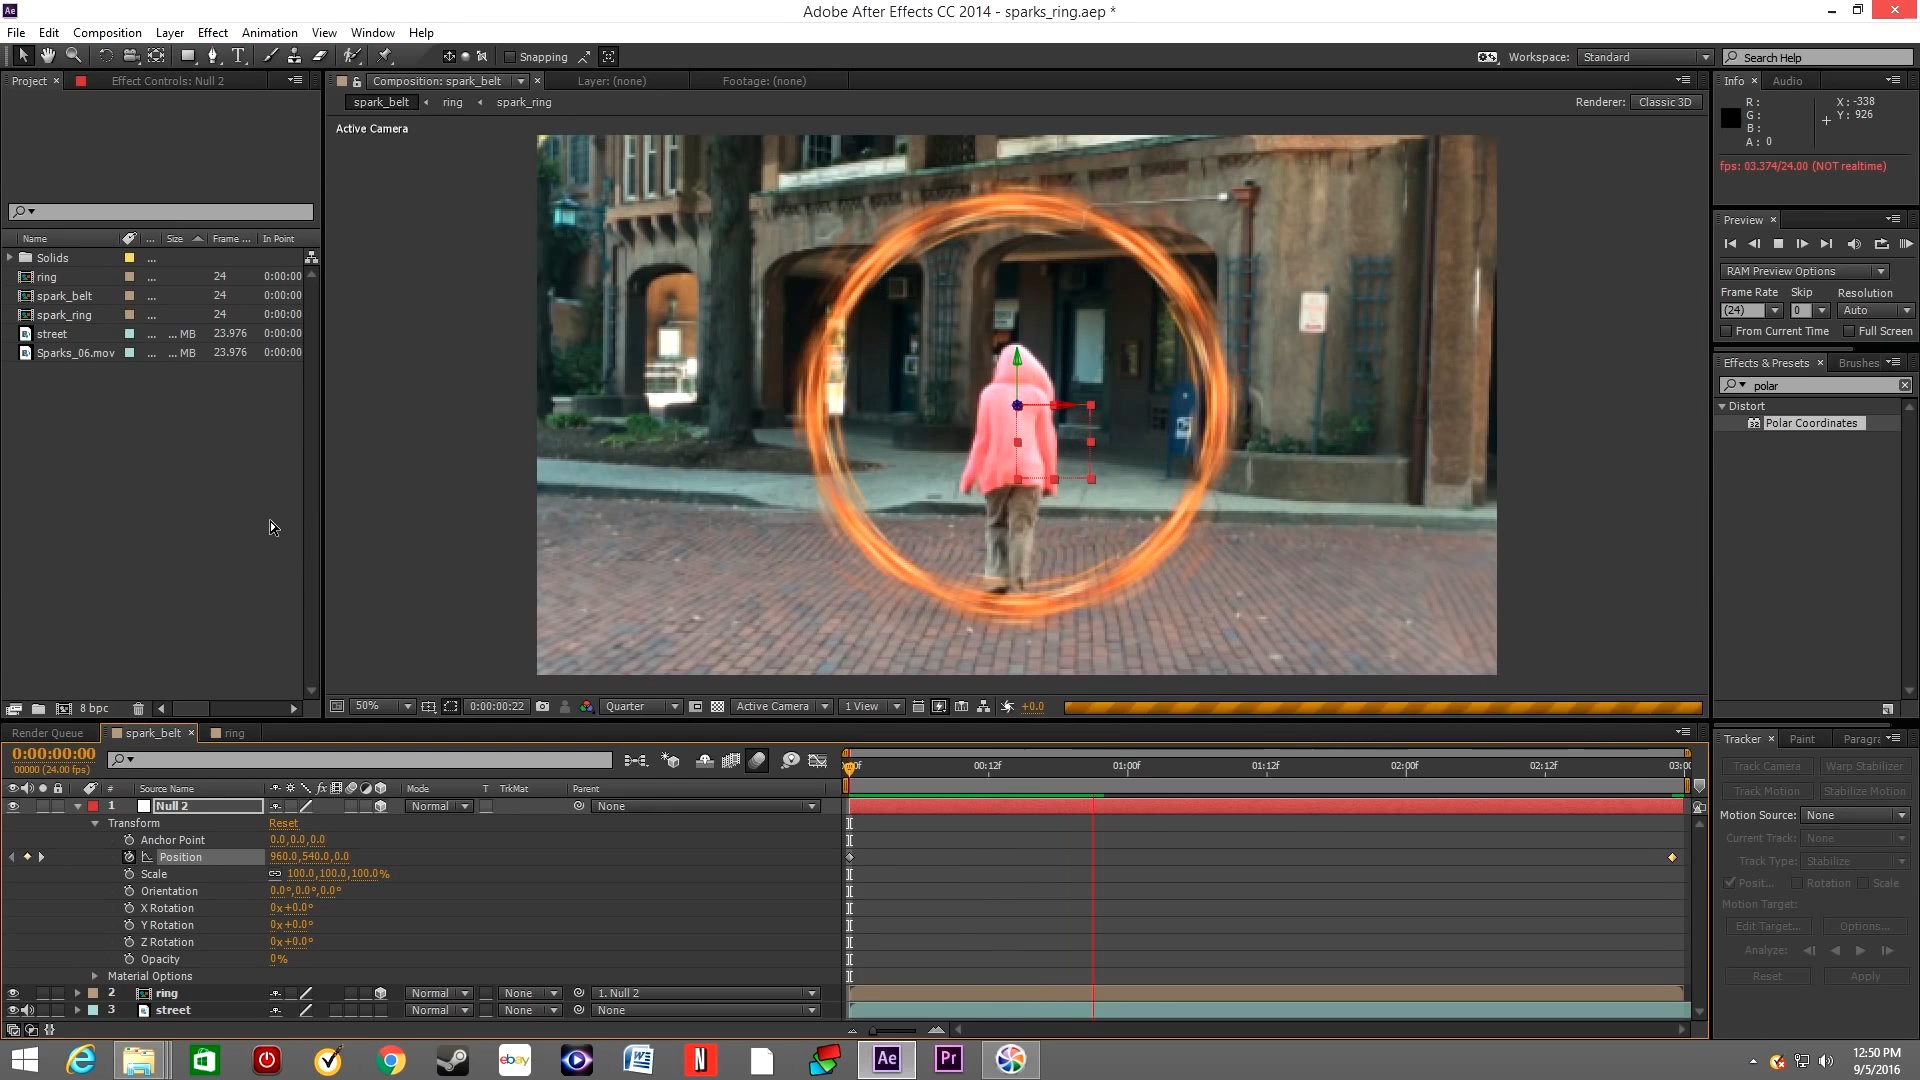 Adobe After Effects CC 2014 - sparks_ring.aep *
File Edit Composition Layer Effect Animation View Window Help
Snapping
Workspace: Standard
Search Help
Project × Effect Controls: Null 2
Composition: spark_belt × Layer: (none) Footage: (none)
Info × Audio
spark_belt ring spark_ring
Renderer: Classic 3D
R :
G :
B :
A : 0
X : -338
Y : 926
Active Camera
fps: 03.374/24.00 (NOT realtime)
Preview ×
Name ... Size Frame ... In Point
Solids ...
ring ... 24 0:00:00
spark_belt ... 24 0:00:00
spark_ring ... 24 0:00:00
street ... ... MB 23.976 0:00:00
Sparks_06.mov ... ... MB 23.976 0:00:00
RAM Preview Options
Frame Rate Skip Resolution
(24) 0 Auto
From Current Time Full Screen
Effects & Presets × Brushes
polar
Distort
32 Polar Coordinates
8 bpc
50% 0:00:00:22 Quarter Active Camera 1 View +0.0
Render Queue spark_belt × ring
Tracker × Paint Paragra
0:00:00:00
00000 (24.00 fps)
00:12f 01:00f 01:12f 02:00f 02:12f 03:00
Track Camera Warp Stabilizer
Track Motion Stabilize Motion
# Source Name fx Mode T TrkMat Parent
1 Null 2 Normal None
Transform Reset
Anchor Point 0.0,0.0,0.0
Position 960.0,540.0,0.0
Scale 100.0,100.0,100.0%
Orientation 0.0°,0.0°,0.0°
X Rotation 0x+0.0°
Y Rotation 0x+0.0°
Z Rotation 0x+0.0°
Opacity 0%
Material Options
2 ring Normal None 1. Null 2
3 street Normal None None
Motion Source: None
Current Track: None
Track Type: Stabilize
Posit... Rotation Scale
Motion Target:
Edit Target... Options...
Analyze:
Reset Apply
ebay
W
N
Ae
Pr
12:50 PM
9/5/2016